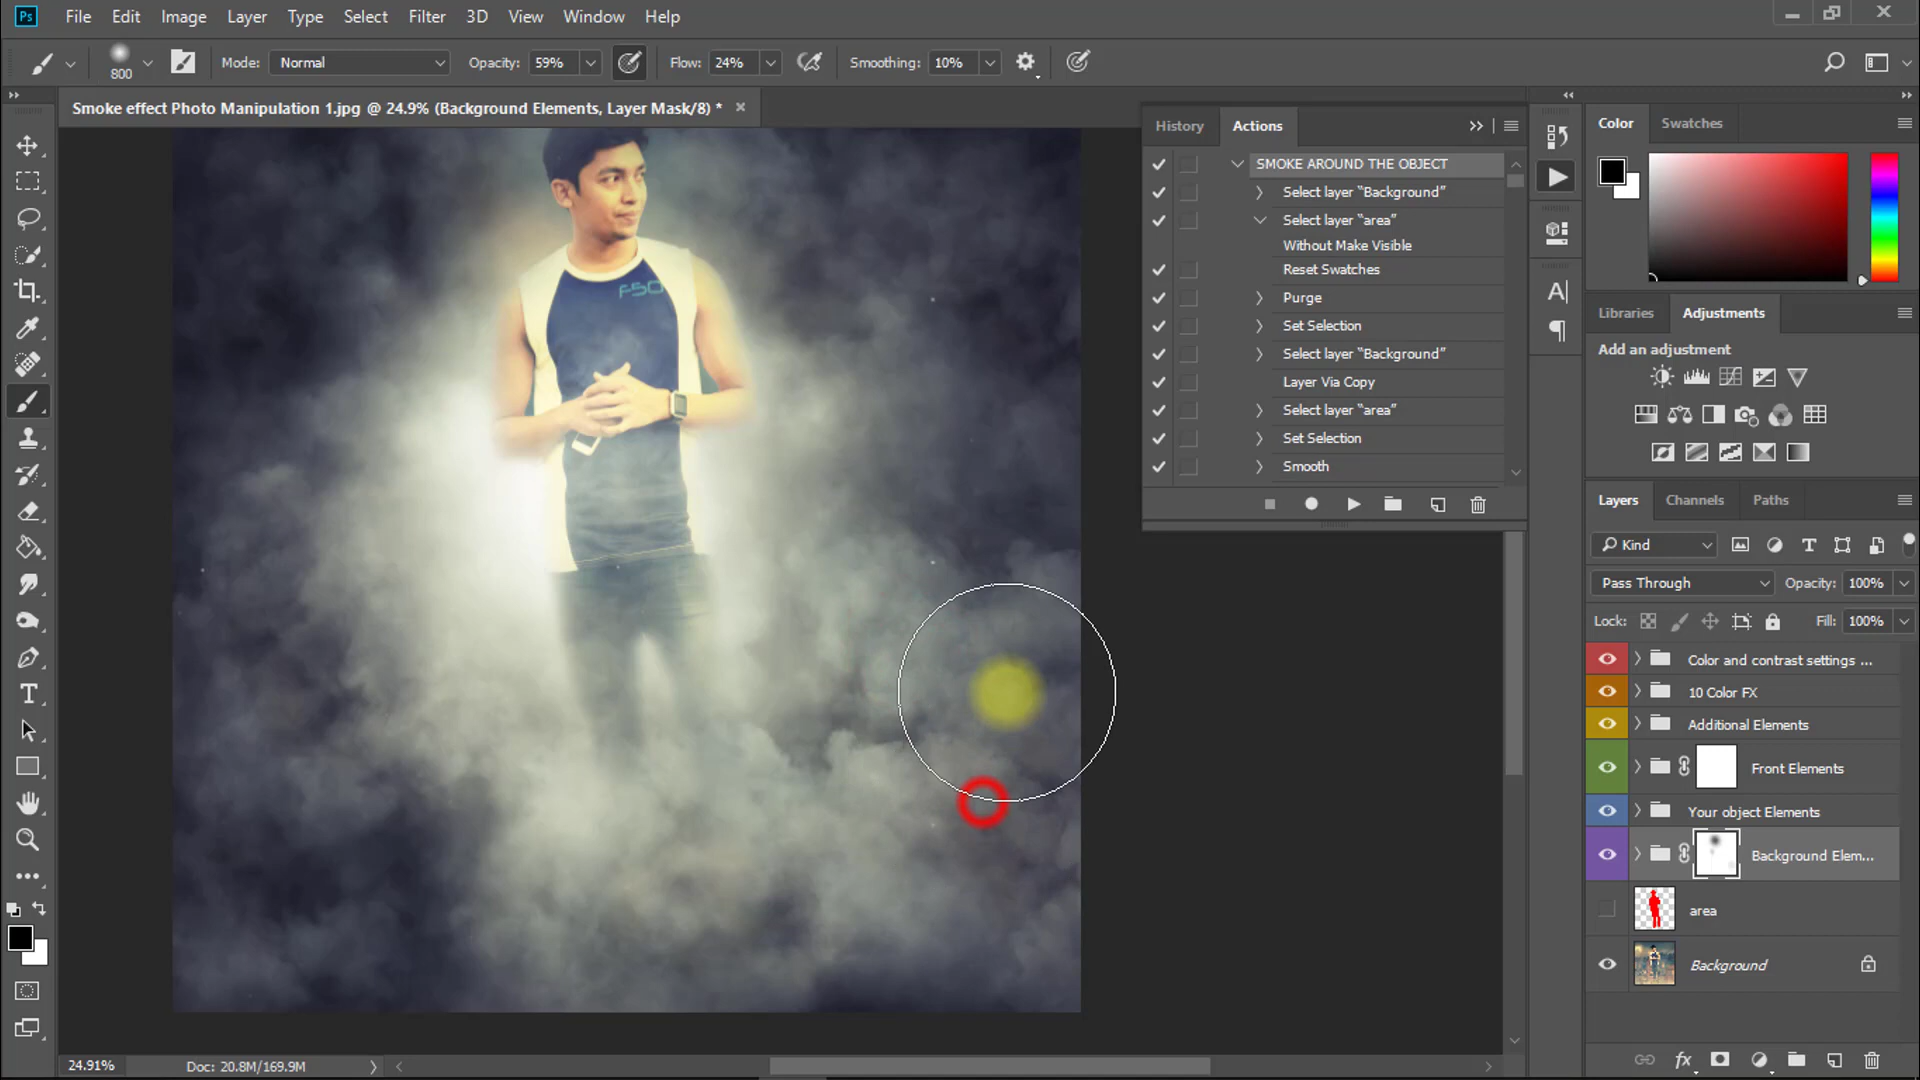 Ps File Edit Image Layer Type Select Filter 3D View Window Help
800 Mode: Normal Opacity: 59% Flow: 24% Smoothing: 10%
Smoke effect Photo Manipulation 1.jpg @ 24.9% (Background Elements, Layer Mask/8) *
History Actions
SMOKE AROUND THE OBJECT
Select layer "Background"
Select layer "area"
Without Make Visible
Reset Swatches
Purge
Set Selection
Select layer "Background"
Layer Via Copy
Select layer "area"
Set Selection
Smooth
Color Swatches
Libraries Adjustments
Add an adjustment
Layers Channels Paths
Kind
Pass Through Opacity: 100%
Lock: Fill: 100%
Color and contrast settings ...
10 Color FX
Additional Elements
Front Elements
Your object Elements
Background Elem...
area
Background
24.91% Doc: 20.8M/169.9M